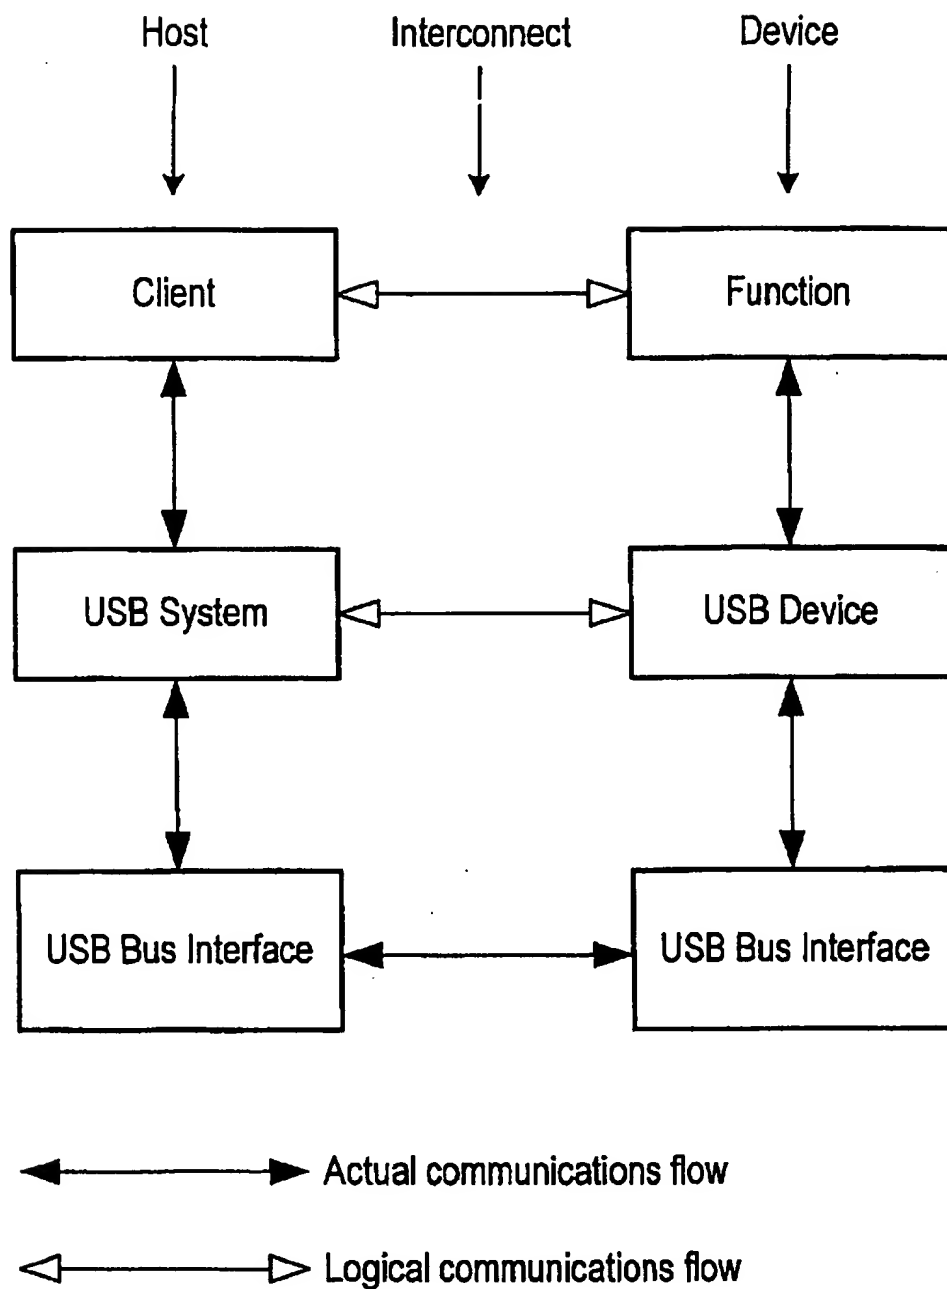 Host
Interconnect
Device
Client
Function
USB System
USB Device
USB Bus Interface
USB Bus Interface
Actual communications flow
Logical communications flow